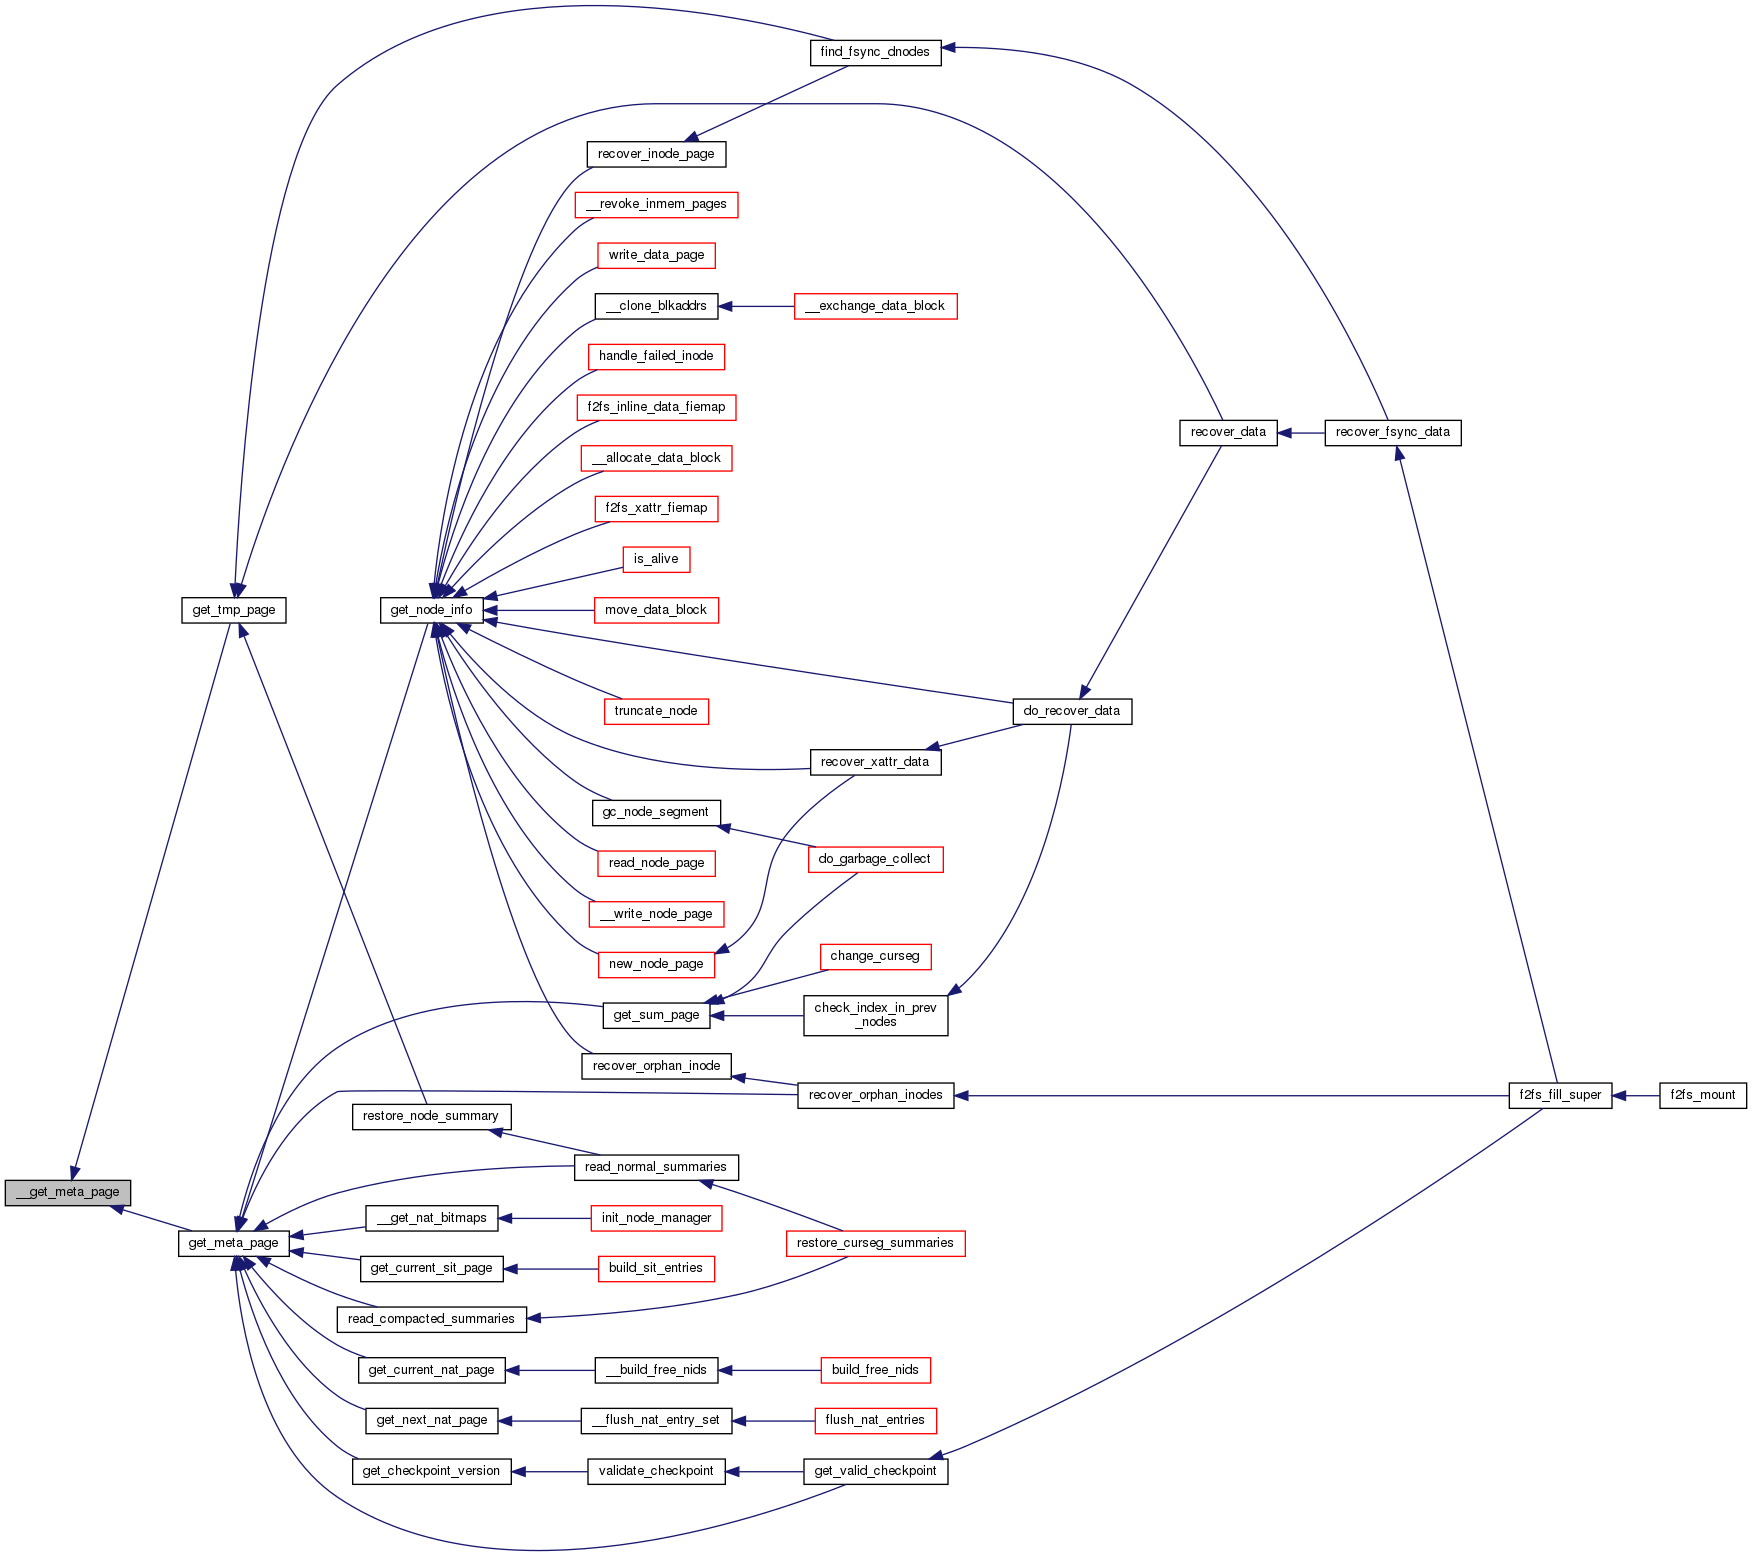 find_fsync_dnodes
recover_inode_page
__revoke_inmem_pages
write_data_page
__clone_blkaddrs
__exchange_data_block
handle_failed_inode
f2fs_inline_data_fiemap
recover_data
recover_fsync_data
__allocate_data_block
f2fs_xattr_fiemap
is_alive
get_tmp_page
get_node_info
move_data_block
truncate_node
do_recover_data
recover_xattr_data
gc_node_segment
read_node_page
do_garbage_collect
__write_node_page
new_node_page
change_curseg
get_sum_page
check_index_in_prev
_nodes
recover_orphan_inode
recover_orphan_inodes
f2fs_fill_super
f2fs_mount
restore_node_summary
read_normal_summaries
__get_meta_page
__get_nat_bitmaps
init_node_manager
get_meta_page
restore_curseg_summaries
get_current_sit_page
build_sit_entries
read_compacted_summaries
get_current_nat_page
__build_free_nids
build_free_nids
get_next_nat_page
__flush_nat_entry_set
flush_nat_entries
get_checkpoint_version
validate_checkpoint
get_valid_checkpoint